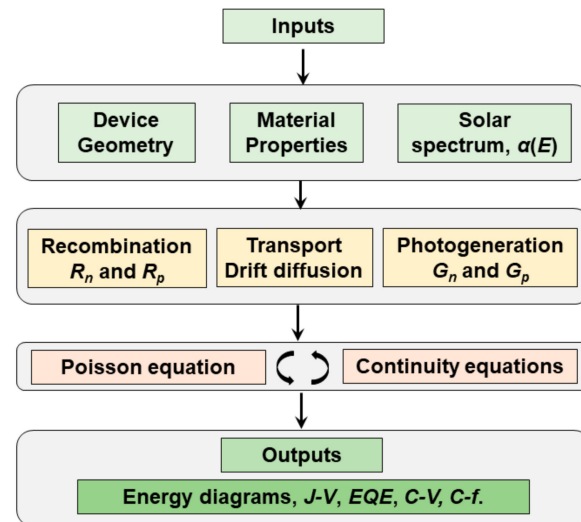 Inputs
Device
Geometry
Material
Properties
Solar
spectrum, α(E)
Recombination
Rn and Rp
Transport
Drift diffusion
Photogeneration
Gn and Gp
Poisson equation
Continuity equations
Outputs
Energy diagrams, J-V, EQE, C-V, C-f.